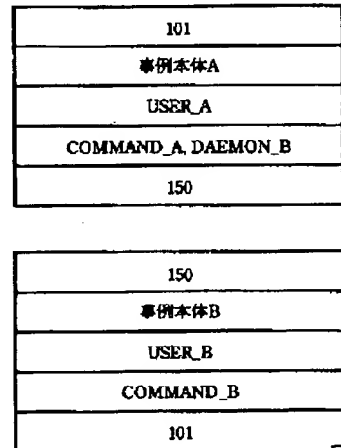 101
事例本体A
USER_A
COMMAND_A, DAEMON_B
150
150
事例本体B
USER_B
COMMAND_B
101